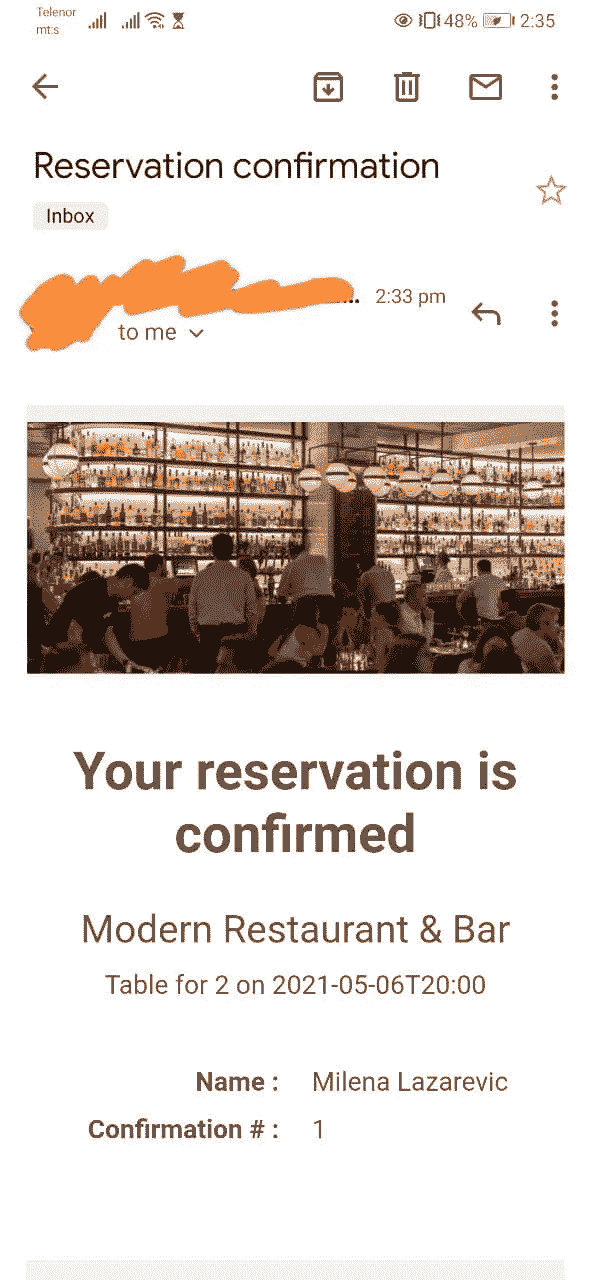 Telenor
mt:s
48%
2:35
Reservation confirmation
Inbox
... 2:33 pm
to me
Your reservation is
confirmed
Modern Restaurant & Bar
Table for 2 on 2021-05-06T20:00
Name : Milena Lazarevic
Confirmation # : 1